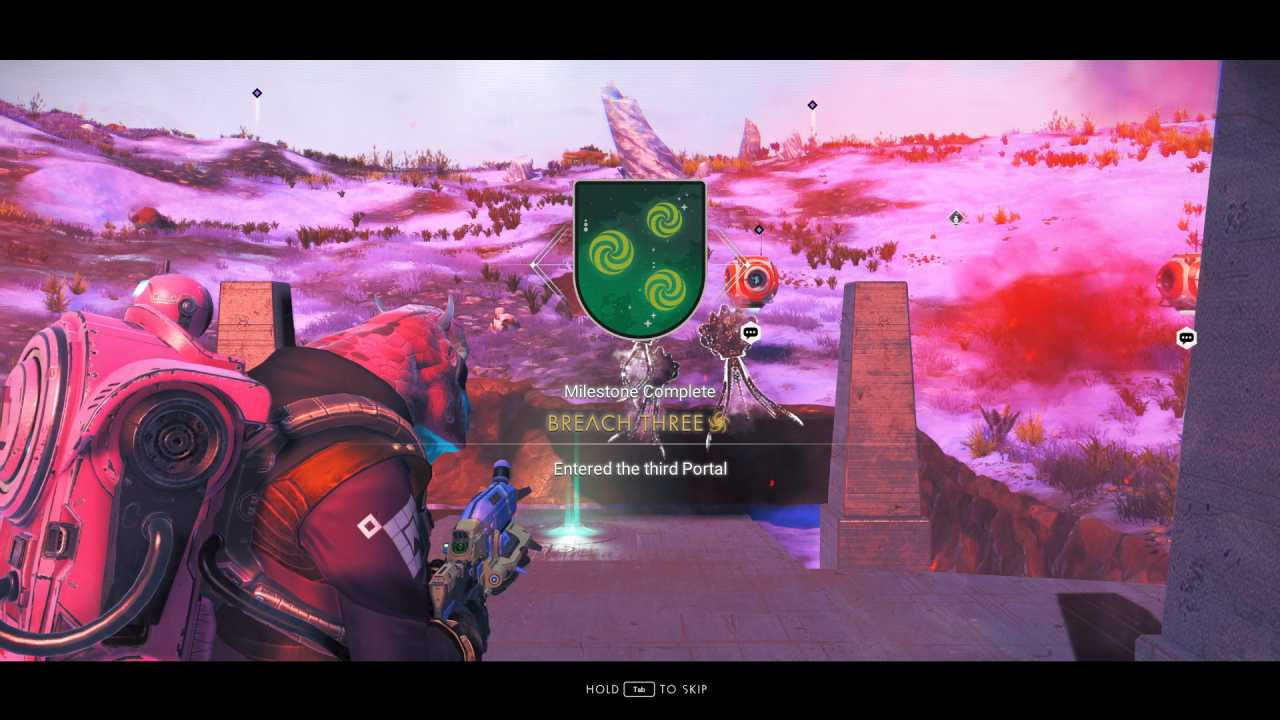 Milestone Complete
BREACH THREE
Entered the third Portal
HOLD Tab TO SKIP